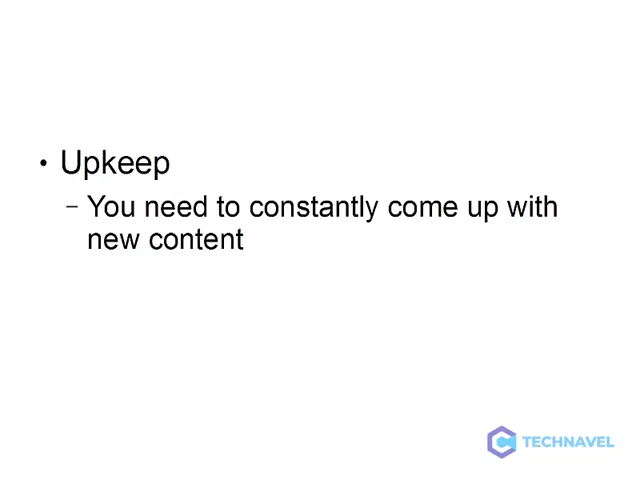 • Upkeep
– You need to constantly come up with
new content
TECHNAVEL